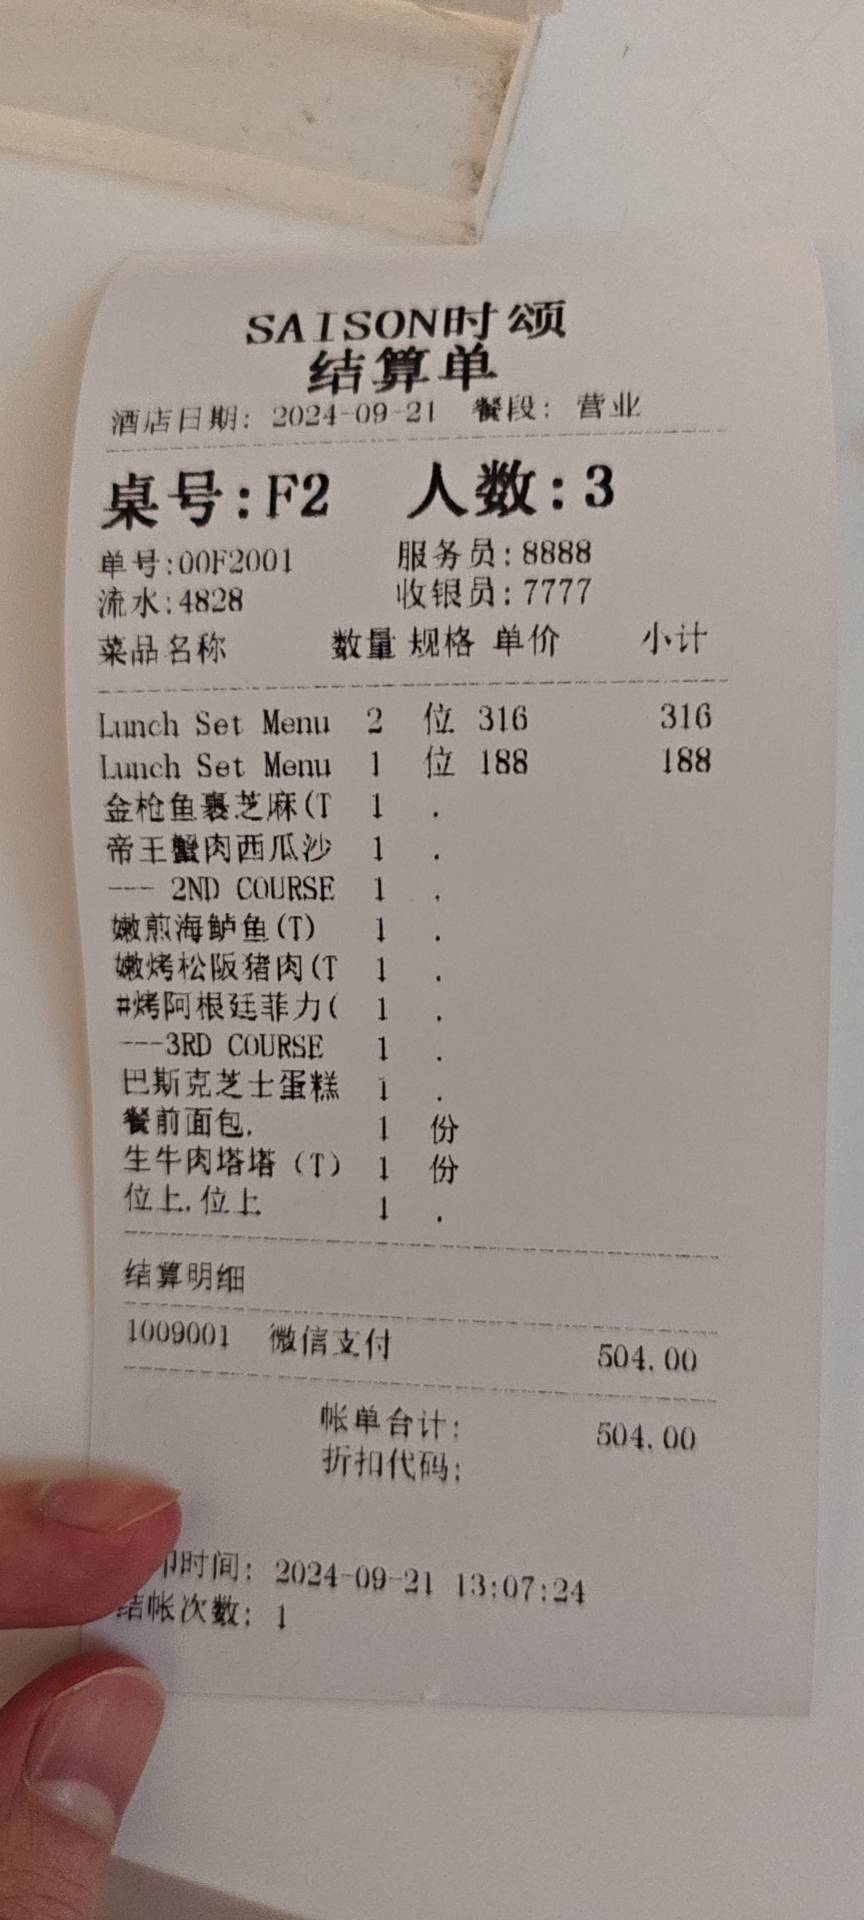 SAISON时颂
结算单
酒店日期: 2024-09-21 餐段: 营业
桌号:F2 人数:3
单号:00F2001 服务员:8888
流水:4828 收银员:7777
菜品名称 数量 规格 单价 小计
Lunch Set Menu 2 位 316 316
Lunch Set Menu 1 位 188 188
金枪鱼裹芝麻(T 1 .
帝王蟹肉西瓜沙 1 .
--- 2ND COURSE 1 .
嫩煎海鲈鱼(T) 1 .
嫩烤松阪猪肉(T 1 .
#烤阿根廷菲力( 1 .
---3RD COURSE 1 .
巴斯克芝士蛋糕 1 .
餐前面包. 1 份
生牛肉塔塔 (T) 1 份
位上.位上 1 .
结算明细
1009001 微信支付 504.00
帐单合计: 504.00
折扣代码:
印时间: 2024-09-21 13:07:24
结帐次数: 1